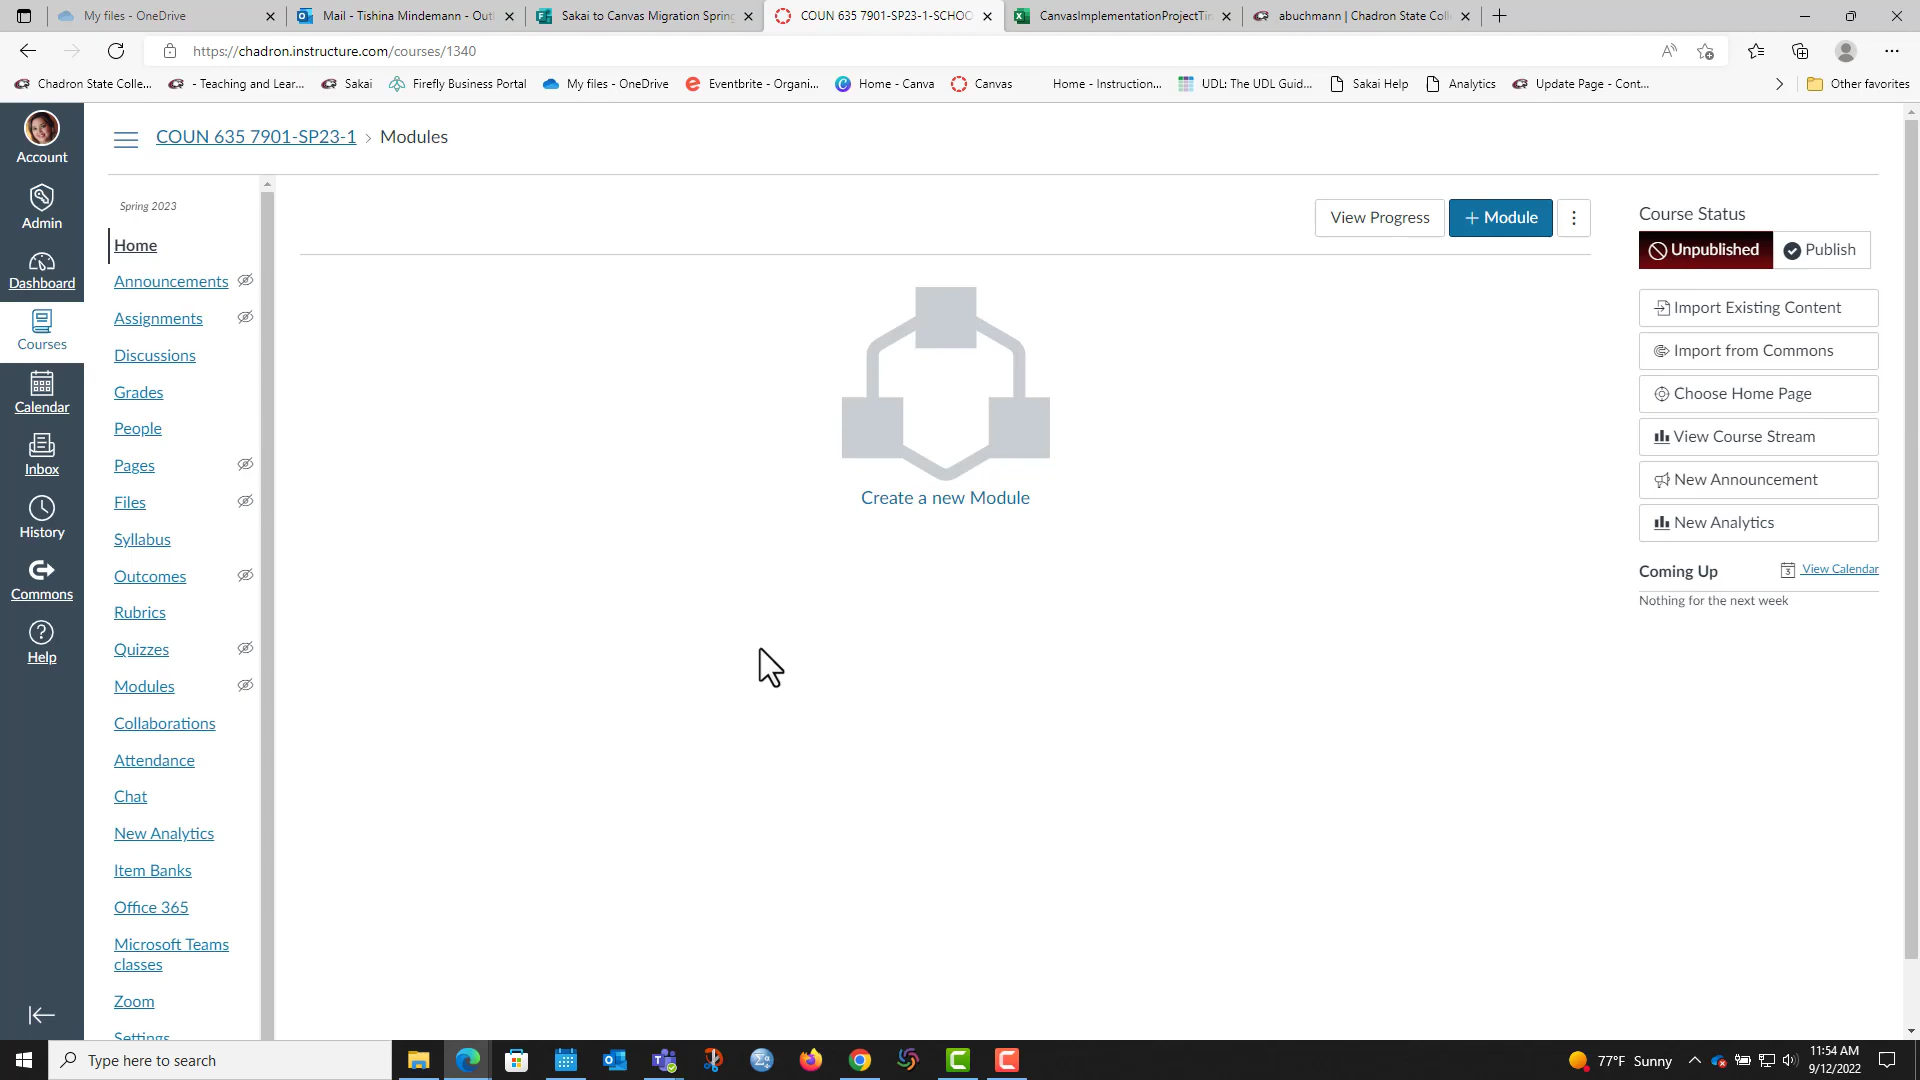 My files - OneDrive
Mail - Tishina Mindemann - Outl
Sakai to Canvas Migration Spring
COUN 635 7901-SP23-1-SCHOO
CanvasImplementationProjectTim
abuchmann | Chadron State Coll
https://chadron.instructure.com/courses/1340
Chadron State Colle...
- Teaching and Lear...
Sakai
Firefly Business Portal
My files - OneDrive
Eventbrite - Organi...
Home - Canva
Canvas
Home - Instruction...
UDL: The UDL Guid...
Sakai Help
Analytics
Update Page - Cont...
Other favorites
Account
Admin
Dashboard
Courses
Calendar
Inbox
History
Commons
Help
COUN 635 7901-SP23-1 > Modules
Spring 2023
Home
Announcements
Assignments
Discussions
Grades
People
Pages
Files
Syllabus
Outcomes
Rubrics
Quizzes
Modules
Collaborations
Attendance
Chat
New Analytics
Item Banks
Office 365
Microsoft Teams
classes
Zoom
Settings
View Progress
+ Module
Create a new Module
Course Status
Unpublished
Publish
Import Existing Content
Import from Commons
Choose Home Page
View Course Stream
New Announcement
New Analytics
Coming Up
3 View Calendar
Nothing for the next week
Type here to search
77°F Sunny
11:54 AM
9/12/2022